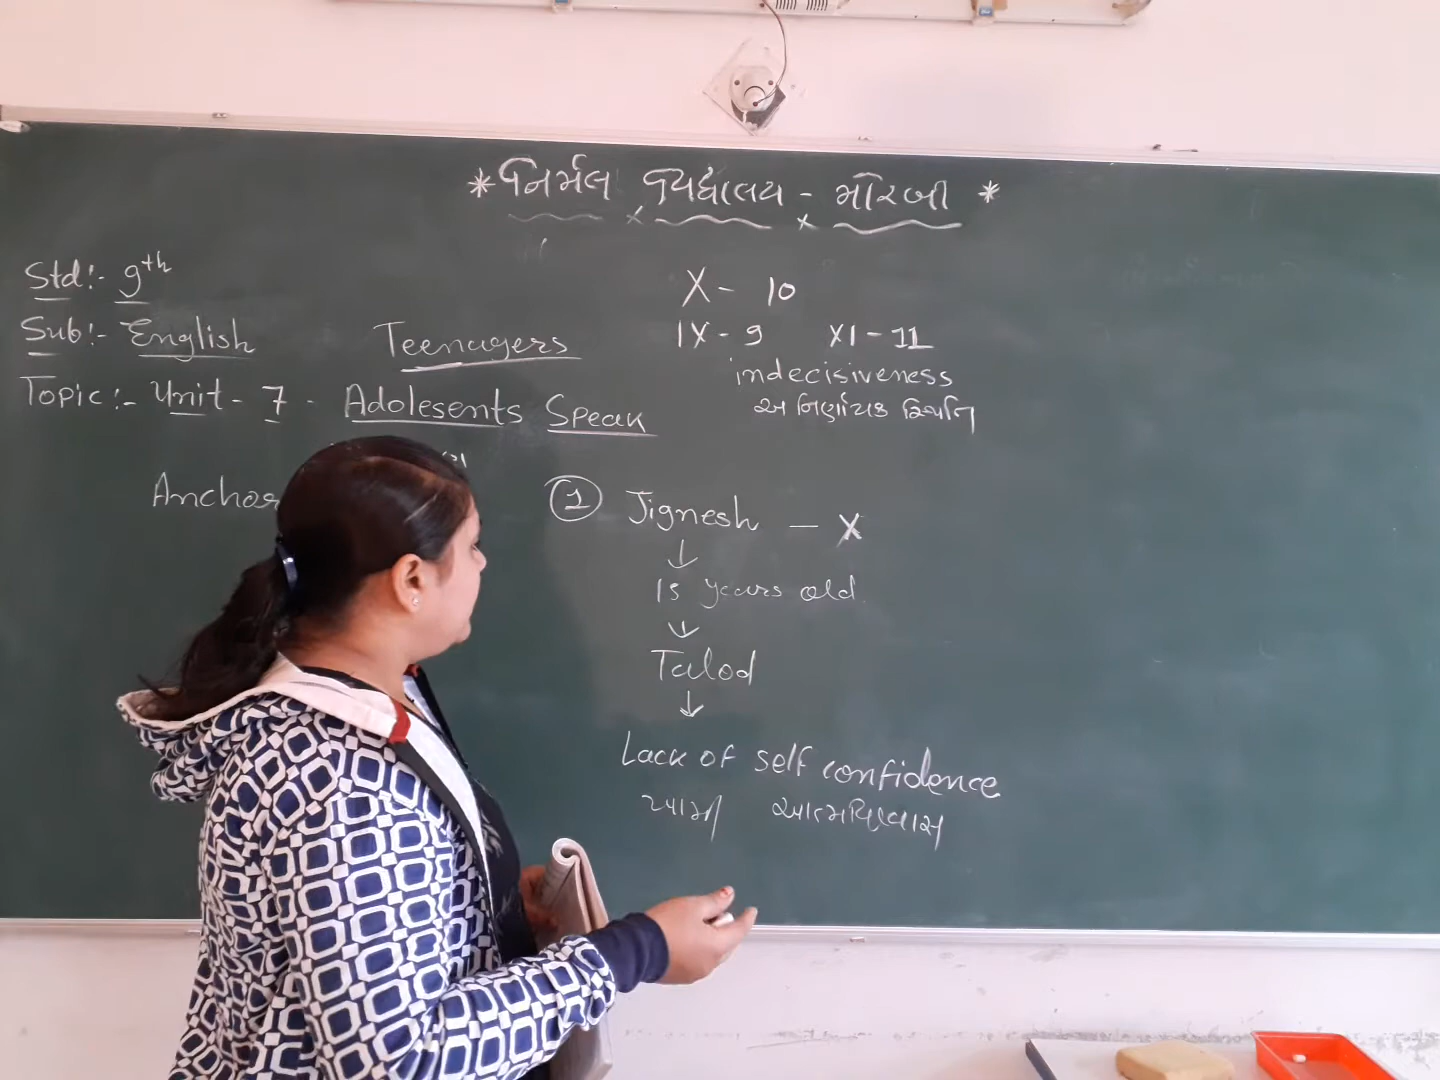 * નિર્મલ વિદ્યાલય - મોરબી *
Std:- 9th
Sub:- English
Topic:- Unit - 7 - Adolesents Speak
Teenagers
X - 10
IX - 9 XI - 11
indecisiveness
અ નિર્ણાયક સ્થિતિ
Anchor
1 Jignesh - X
15 years old
Talod
Lack of self confidence
ખામી આત્મવિશ્વાસ